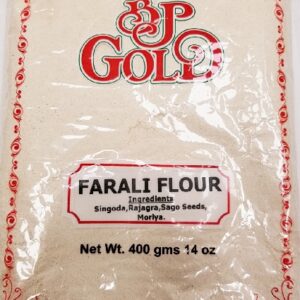 BP
GOLD
FARALI FLOUR
Ingredients
Singoda,Rajagra,Sago Seeds,
Moriya.
Net Wt. 400 gms 14 oz